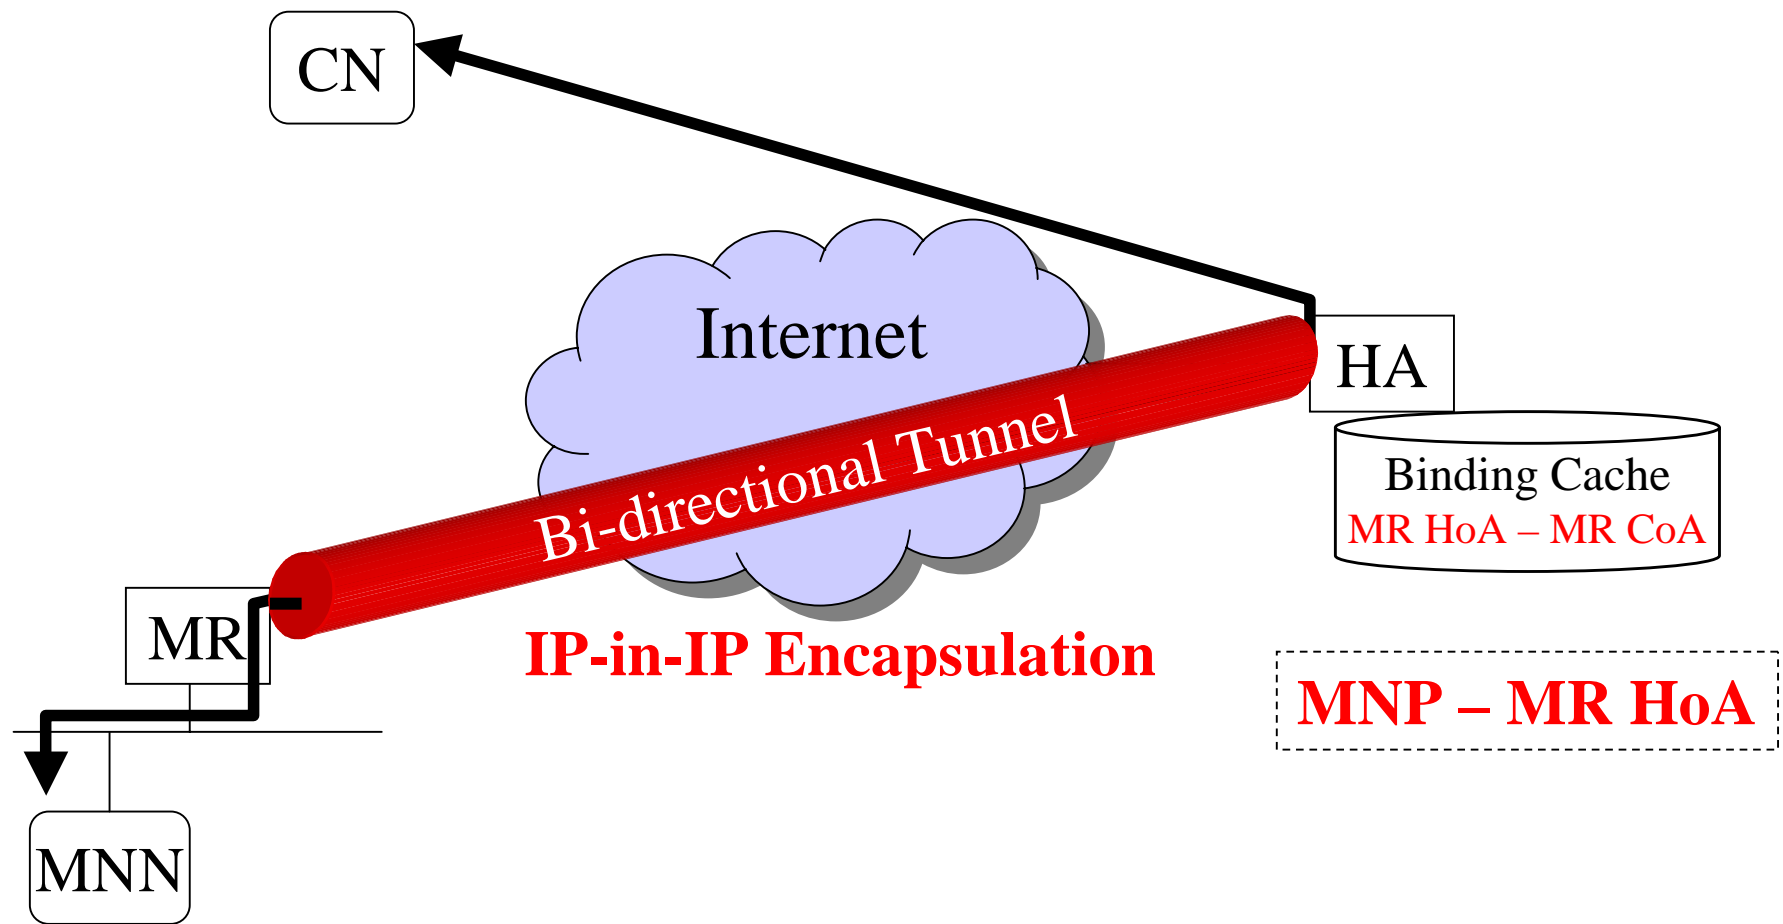 CN
Internet
HA
Bi-directional Tunnel
Binding Cache
MR HoA – MR CoA
MR
IP-in-IP Encapsulation
MNP – MR HoA
MNN